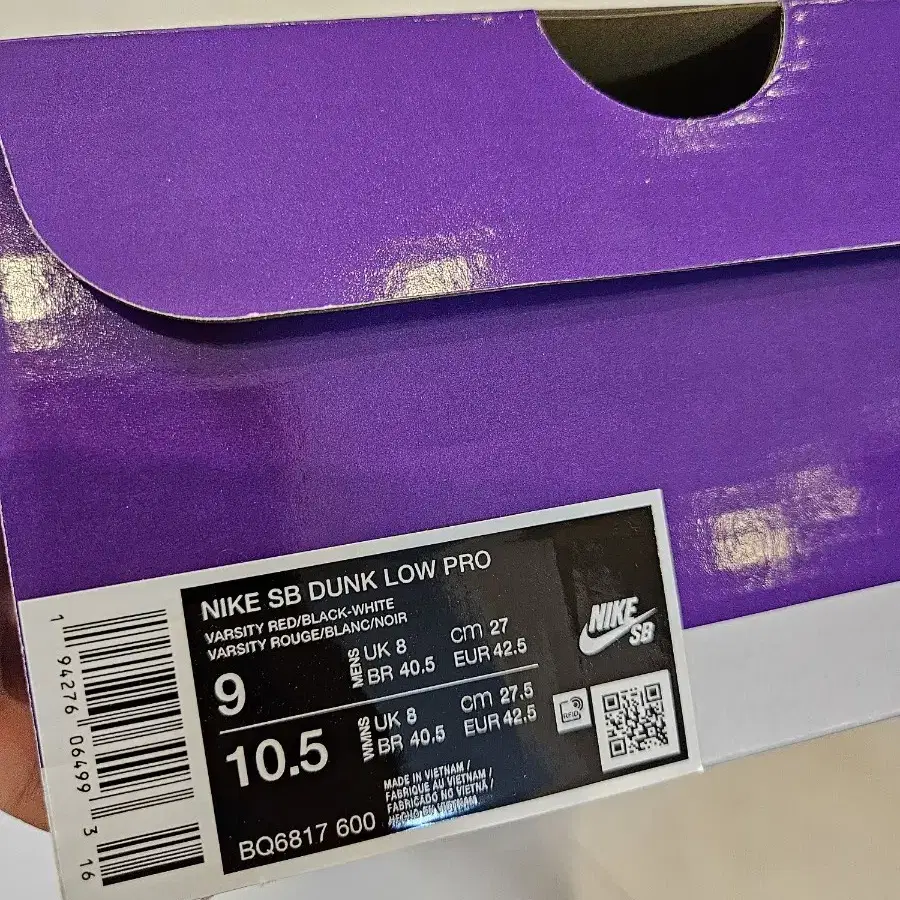 NIKE SB DUNK LOW PRO
VARSITY RED/BLACK-WHITE
VARSITY ROUGE/BLANC/NOIR
9
MENS
UK 8
cm 27
BR 40.5
EUR 42.5
10.5
WMNS
UK 8
cm 27.5
BR 40.5
EUR 42.5
MADE IN VIETNAM /
FABRIQUE AU VIETNAM /
FABRICADO NO VIETNÃ /
HECHO EN VIETNAM
BQ6817 600
NIKE
SB
RFID
1 94276 06499 3 16